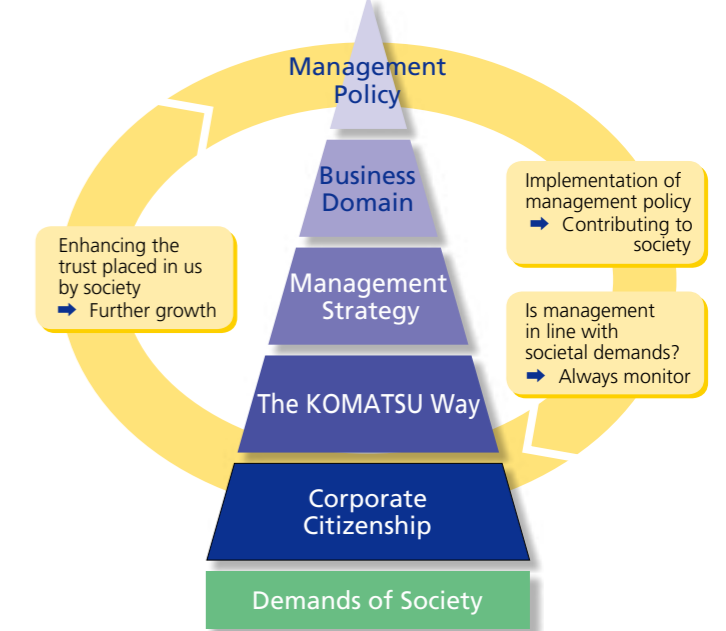 Management
Policy
Business
Domain
Implementation of
management policy
➡ Contributing to
society
Enhancing the
trust placed in us
by society
➡ Further growth
Management
Strategy
Is management
in line with
societal demands?
➡ Always monitor
The KOMATSU Way
Corporate
Citizenship
Demands of Society